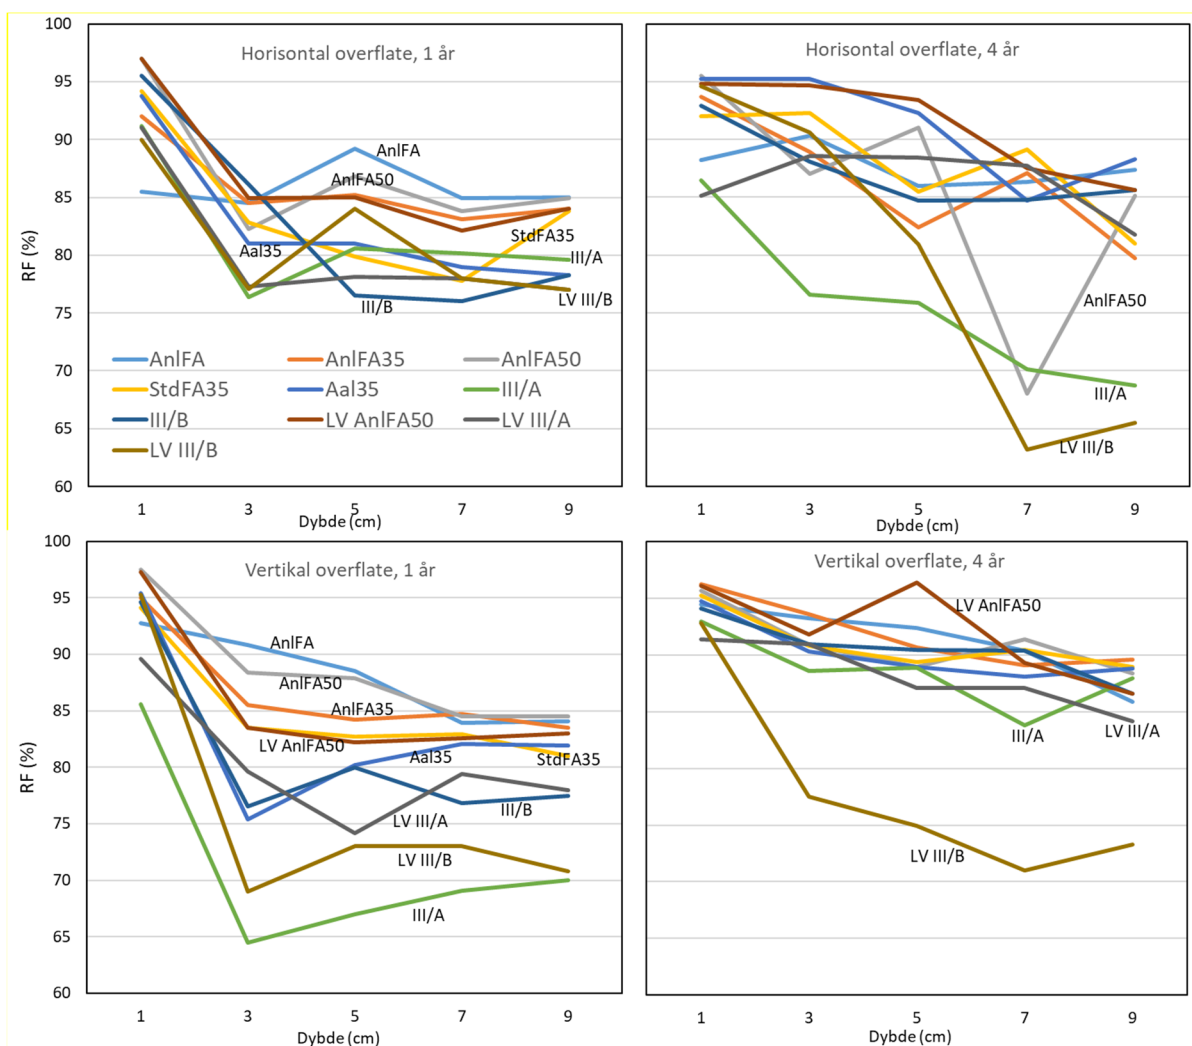 Horisontal overflate, 1 år
RF (%)
100
95
90
85
80
75
70
65
60
AnlFA
AnlFA50
Aal35
StdFA35
III/A
III/B
LV III/B
AnlFA AnlFA35 AnlFA50
StdFA35 Aal35 III/A
III/B LV AnlFA50 LV III/A
LV III/B
1 3 5 7 9
Dybde (cm)
Horisontal overflate, 4 år
AnlFA50
III/A
LV III/B
1 3 5 7 9
Dybde (cm)
Vertikal overflate, 1 år
RF (%)
100
95
90
85
80
75
70
65
60
AnlFA
AnlFA50
AnlFA35
LV AnlFA50
Aal35
StdFA35
III/B
LV III/A
LV III/B
III/A
1 3 5 7 9
Dybde (cm)
Vertikal overflate, 4 år
LV AnlFA50
III/A
LV III/A
LV III/B
1 3 5 7 9
Dybde (cm)